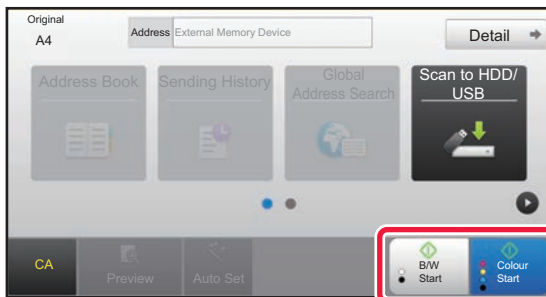 Original
A4
Address External Memory Device
Detail
Address Book
Sending History
Global
Address Search
Scan to HDD/
USB
CA
Preview
Auto Set
B/W
Start
Colour
Start